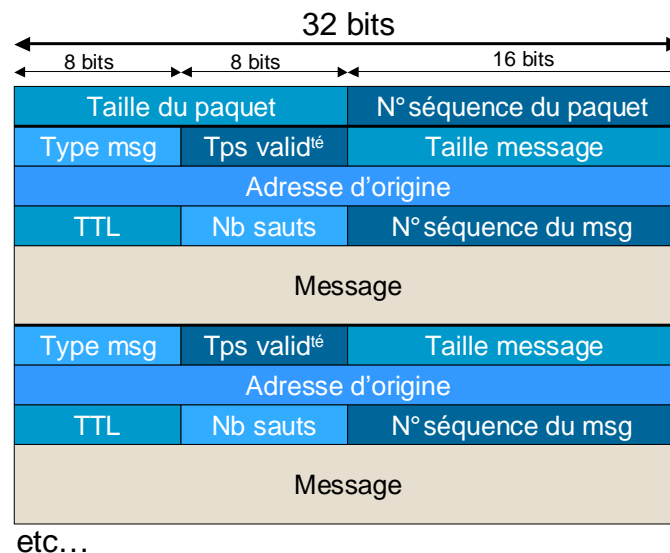 32 bits
8 bits 8 bits 16 bits
Taille du paquet N° séquence du paquet
Type msg Tps validté Taille message
Adresse d'origine
TTL Nb sauts N° séquence du msg
Message
Type msg Tps validté Taille message
Adresse d'origine
TTL Nb sauts N° séquence du msg
Message
etc…